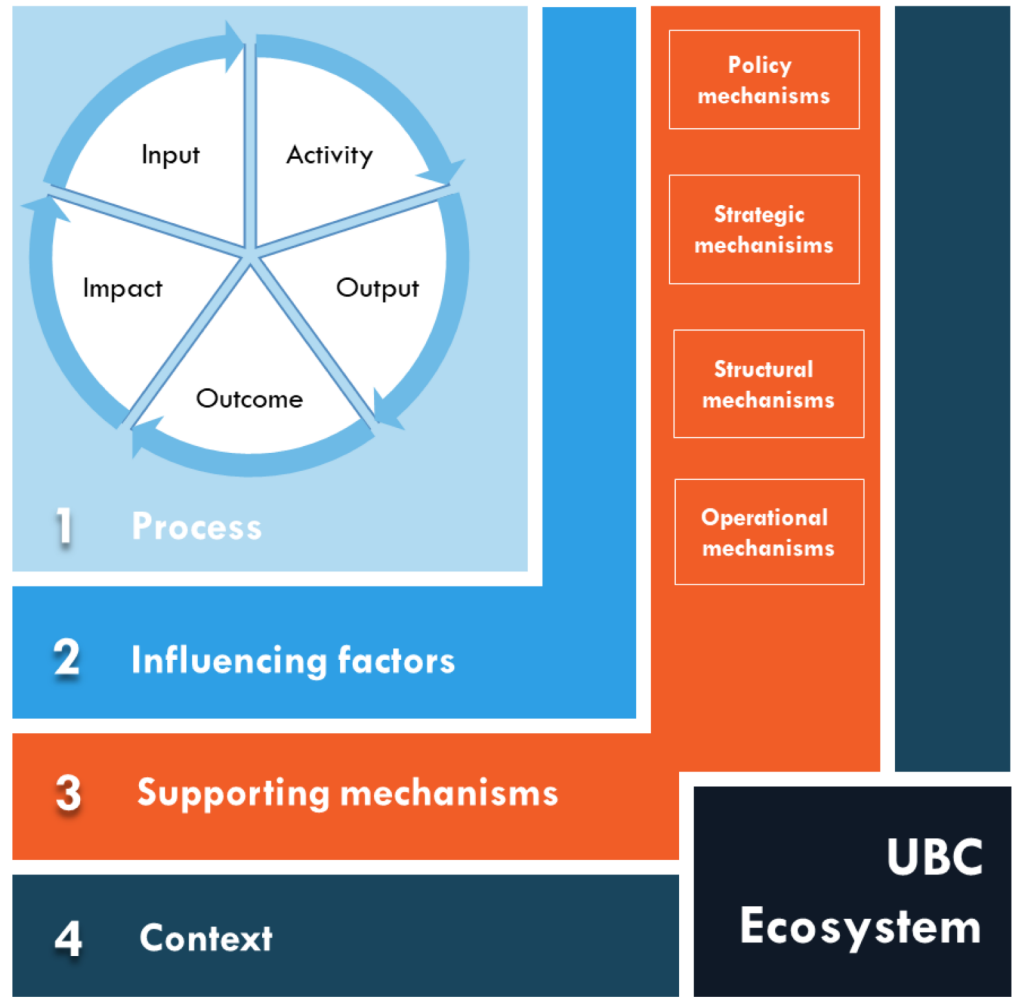 Input
Activity
Impact
Output
Outcome
1 Process
2 Influencing factors
3 Supporting mechanisms
4 Context
Policy
mechanisms
Strategic
mechanisims
Structural
mechanisms
Operational
mechanisms
UBC
Ecosystem